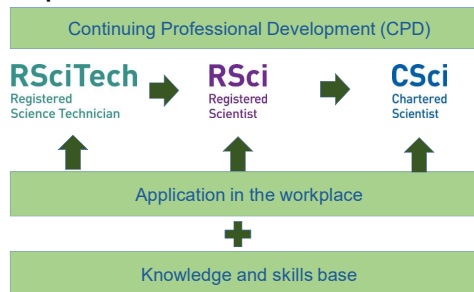 Continuing Professional Development (CPD)
RSciTech
Registered
Science Technician
RSci
Registered
Scientist
CSci
Chartered
Scientist
Application in the workplace
Knowledge and skills base